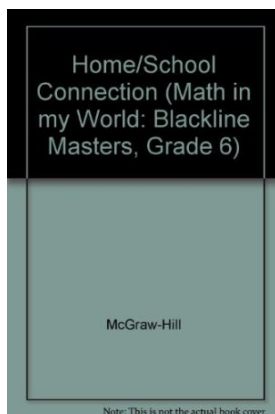 Home/School
Connection (Math in
my World: Blackline
Masters, Grade 6)
McGraw-Hill
Note: This is not the actual book cover